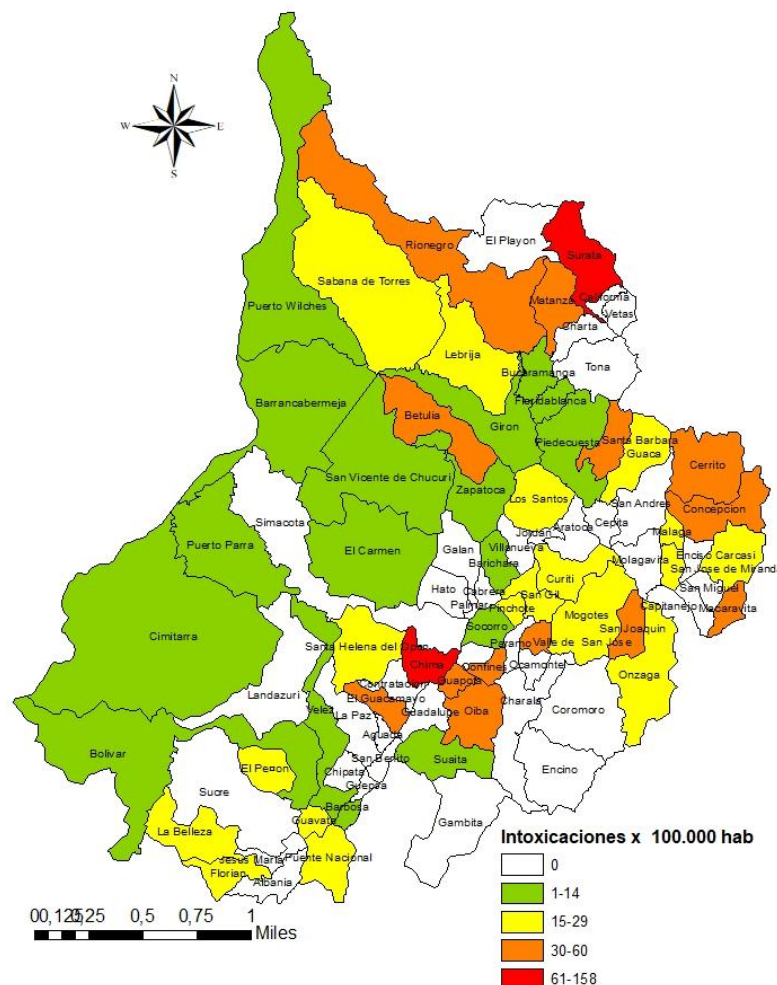 N
W E
S
El Playon
Surata
Rionegro
Sabana de Torres
California
Vetas
Matanza
Puerto Wilches
Charta
Lebrija
Tona
Bucaramanga
Floridablanca
Barrancabermeja
Betulia
Giron
Piedecuesta
Santa Barbara
Guaca
Cerrito
San Vicente de Chucuri
Zapatoca
Los Santos
San Andres
Concepcion
Simacota
Jordan
Aratoca
Cepita
Malaga
El Carmen
Galan
Villanueva
Barichara
Molagavita
Enciso
Carcasi
San Jose de Miranda
Puerto Parra
Hato
Cabrera
Palmar
Curiti
San Gil
Pinchote
San Miguel
Capitanejo
Macaravita
Mogotes
Socorro
San Joaquin
Cimitarra
Santa Helena del Opon
Chima
Paramo
Valle de San Jose
Confines
Ocamonte
Onzaga
Contratacion
Guapota
Landazuri
El Guacamayo
Velez
La Paz
Guadalupe
Oiba
Charala
Coromoro
Aguada
Bolivar
El Pe¤on
Chipata
San Benito
Suaita
Encino
Sucre
Guepsa
Barbosa
Guavata
Gambita
La Belleza
Jesus Maria
Puente Nacional
Florian
Albania
Intoxicaciones x 100.000 hab
0
1-14
15-29
30-60
61-158
00,1250,25 0,5 0,75 1
Miles